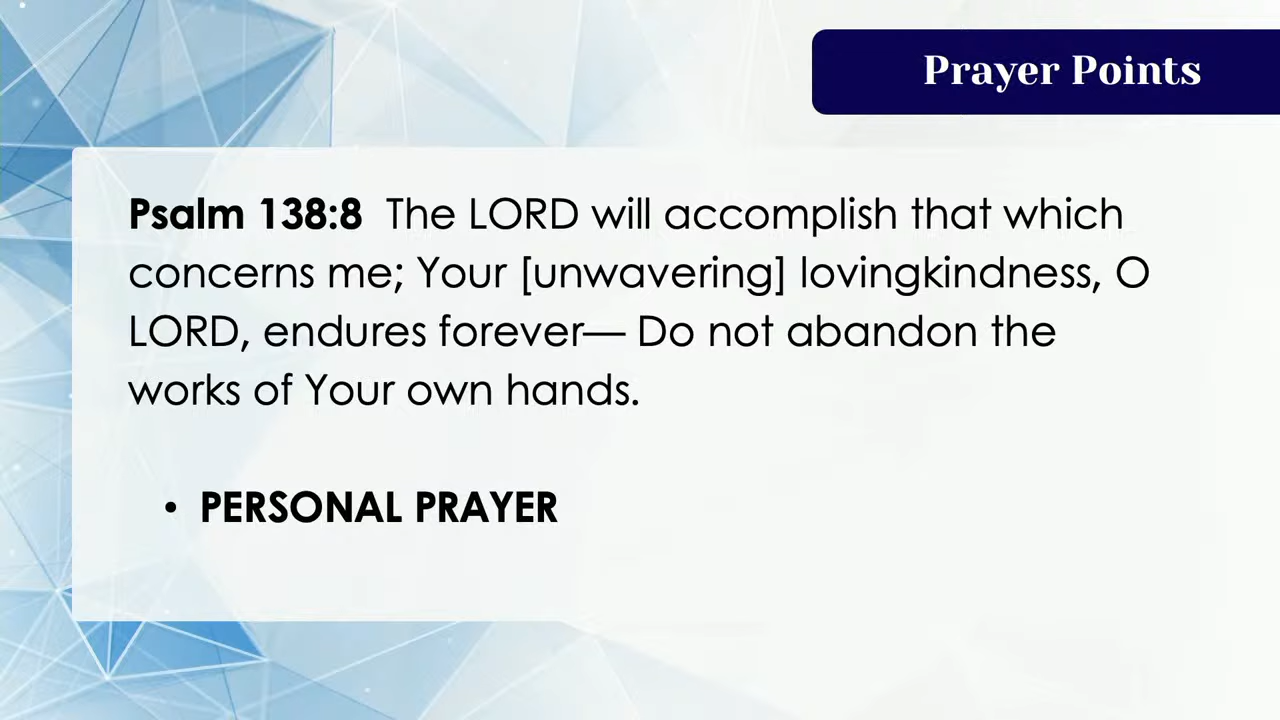 Prayer Points
Psalm 138:8  The LORD will accomplish that which
concerns me; Your [unwavering] lovingkindness, O
LORD, endures forever— Do not abandon the
works of Your own hands.
• PERSONAL PRAYER